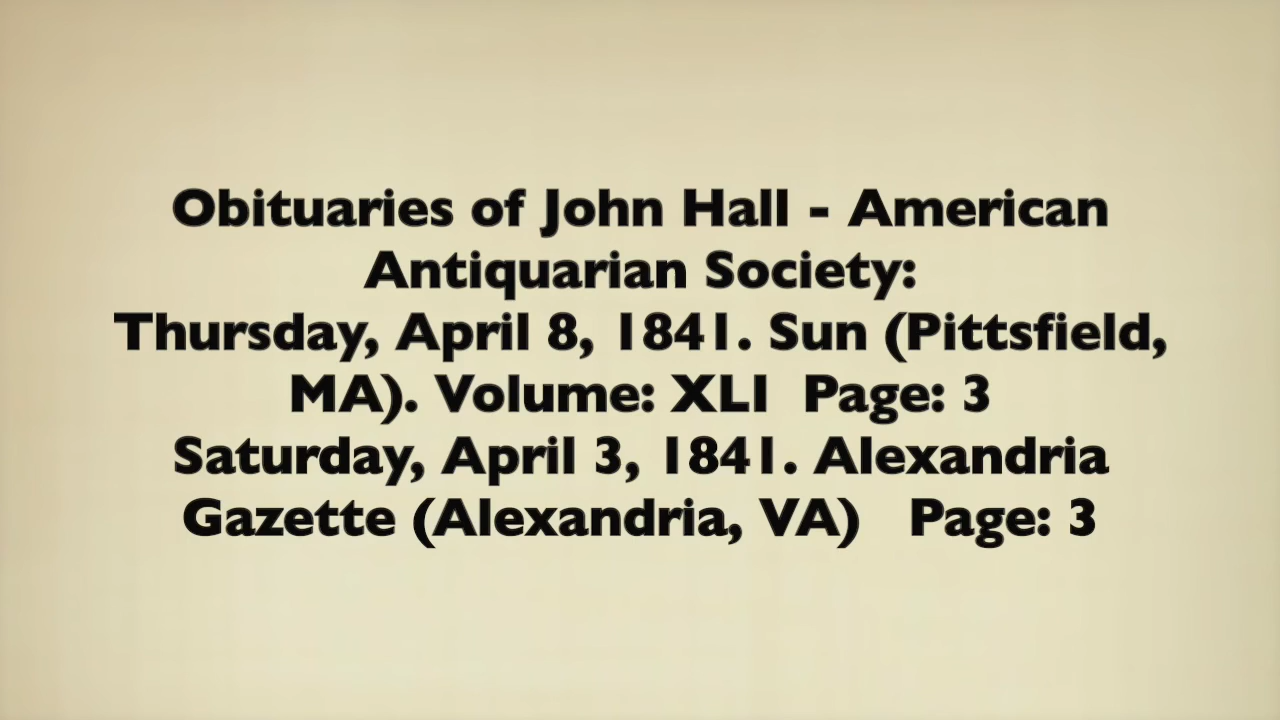 Obituaries of John Hall - American
Antiquarian Society:
Thursday, April 8, 1841. Sun (Pittsfield,
MA). Volume: XLI  Page: 3
Saturday, April 3, 1841. Alexandria
Gazette (Alexandria, VA)   Page: 3